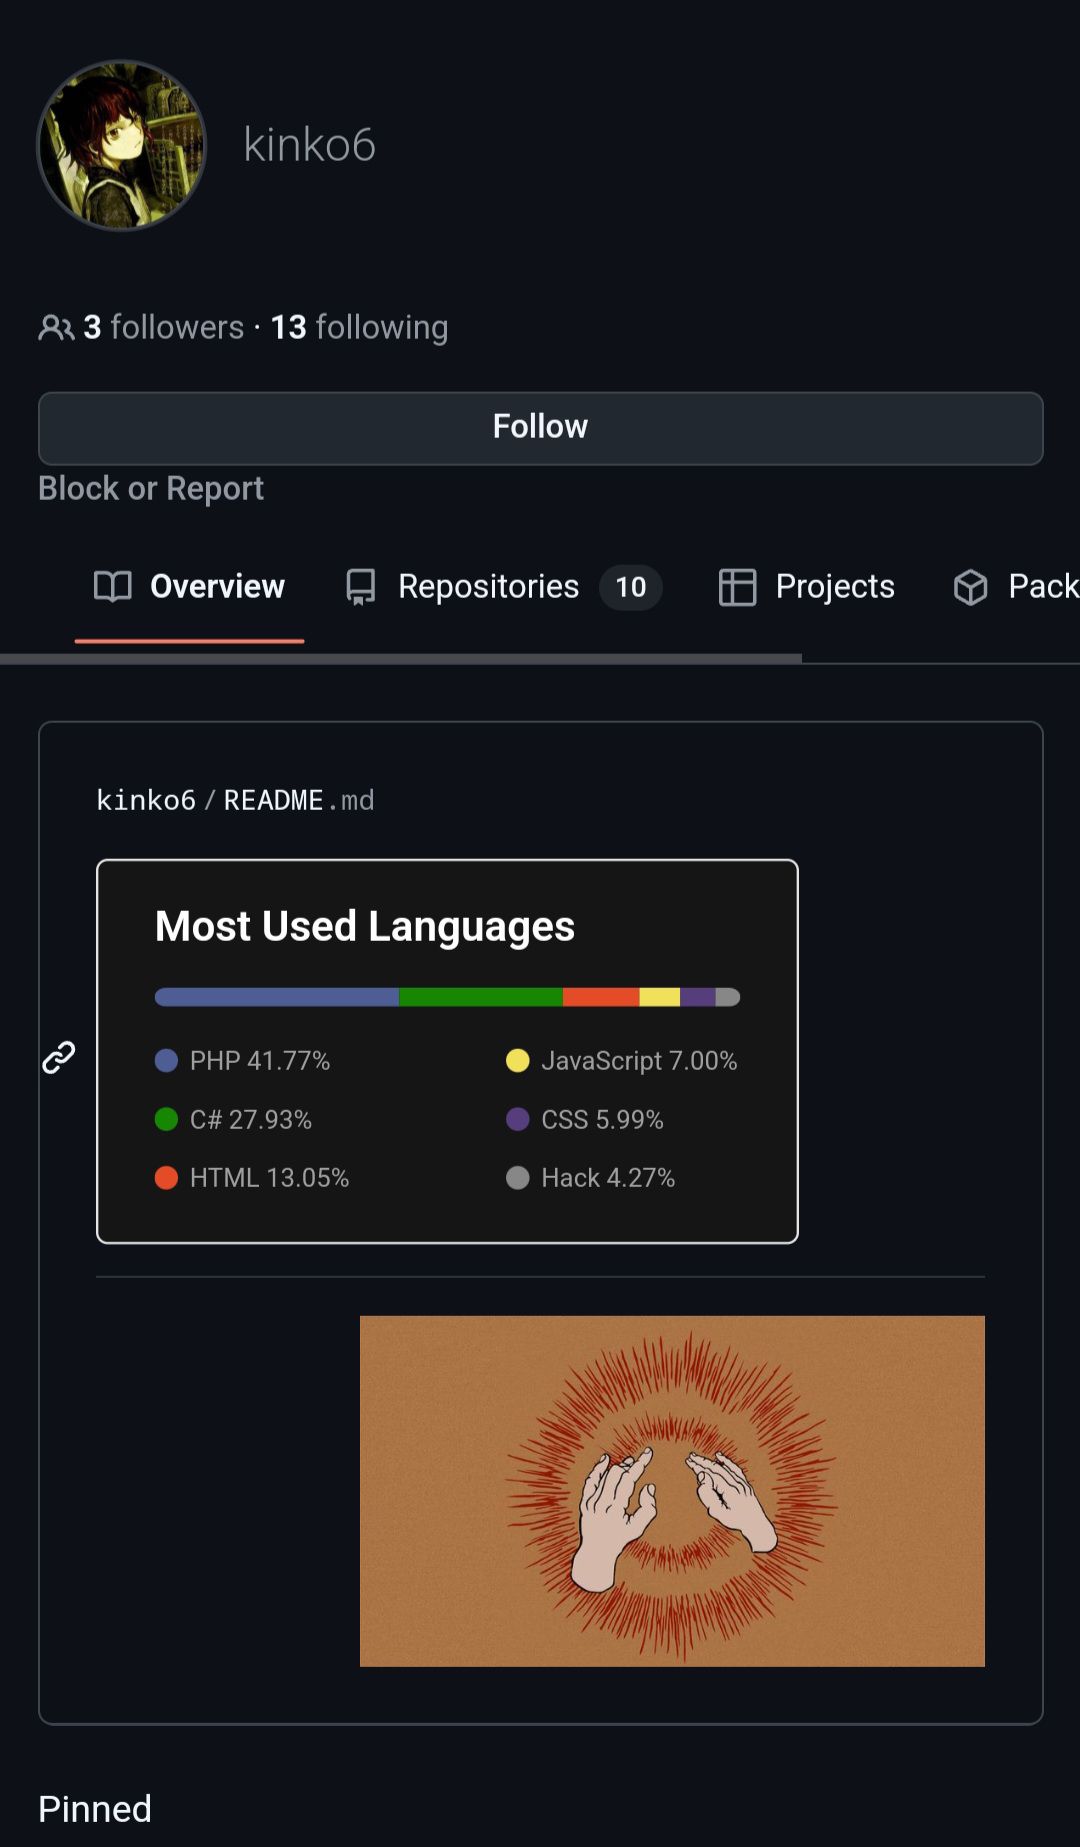 kinko6
3 followers · 13 following
Follow
Block or Report
Overview Repositories 10 Projects Pack
kinko6 / README.md
Most Used Languages
PHP 41.77% JavaScript 7.00%
C# 27.93% CSS 5.99%
HTML 13.05% Hack 4.27%
Pinned